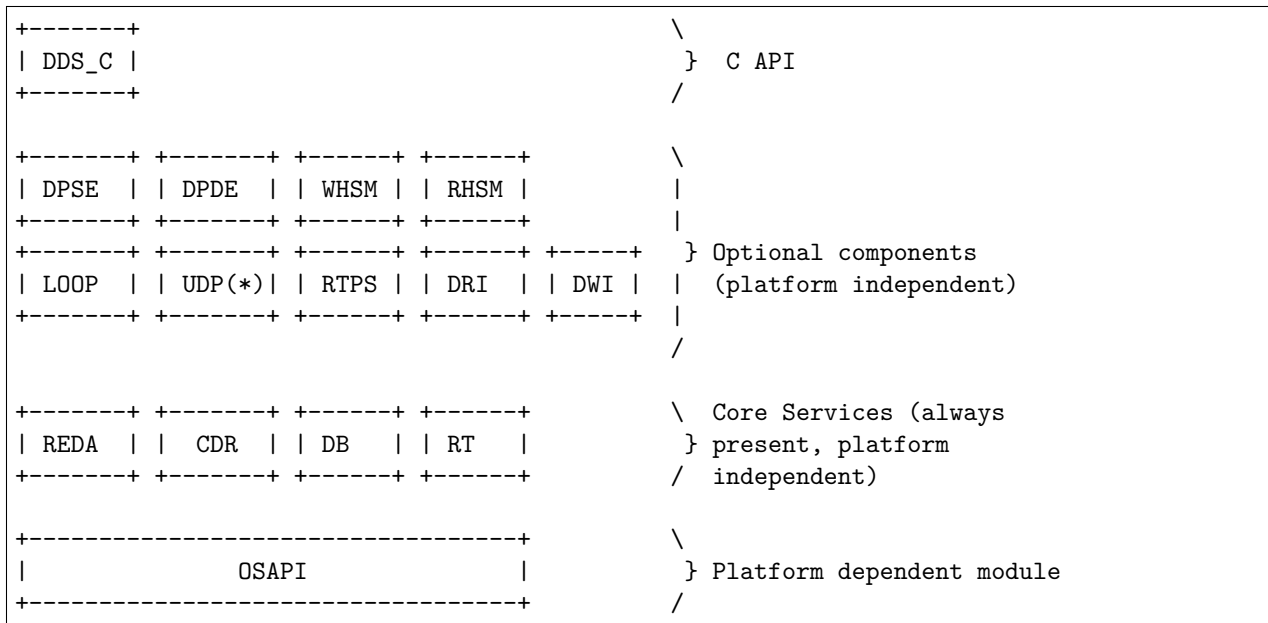 +-------+                                 \
| DDS_C |                                  }  C API
+-------+                                 /

+-------+ +-------+ +------+ +------+         \
| DPSE  | | DPDE  | | WHSM | | RHSM |         |
+-------+ +-------+ +------+ +------+         |
+-------+ +-------+ +------+ +------+ +-----+  } Optional components
| LOOP  | | UDP(*)| | RTPS | | DRI  | | DWI | |  (platform independent)
+-------+ +-------+ +------+ +------+ +-----+ |
                                          /

+-------+ +-------+ +------+ +------+         \  Core Services (always
| REDA  | |  CDR  | | DB   | | RT   |          } present, platform
+-------+ +-------+ +------+ +------+         /  independent)

+-----------------------------------+         \
|              OSAPI                |          } Platform dependent module
+-----------------------------------+         /